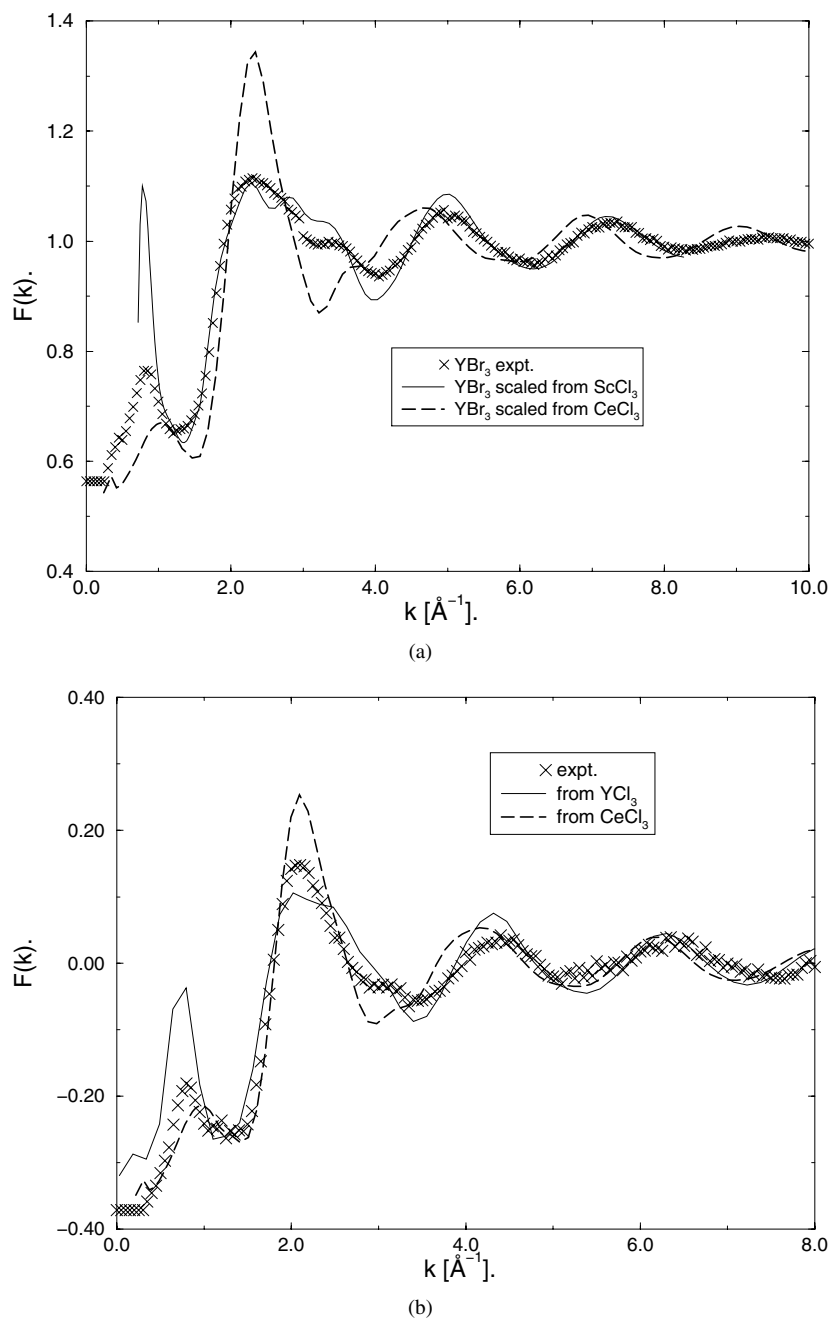 1.4
1.2
1.0
0.8
0.6
0.4
F(k).
YBr₃ expt.
YBr₃ scaled from ScCl₃
YBr₃ scaled from CeCl₃
0.0 2.0 4.0 6.0 8.0 10.0
k [Å⁻¹].
(a)
0.40
0.20
0.00
−0.20
−0.40
F(k).
expt.
from YCl₃
from CeCl₃
0.0 2.0 4.0 6.0 8.0
k [Å⁻¹].
(b)